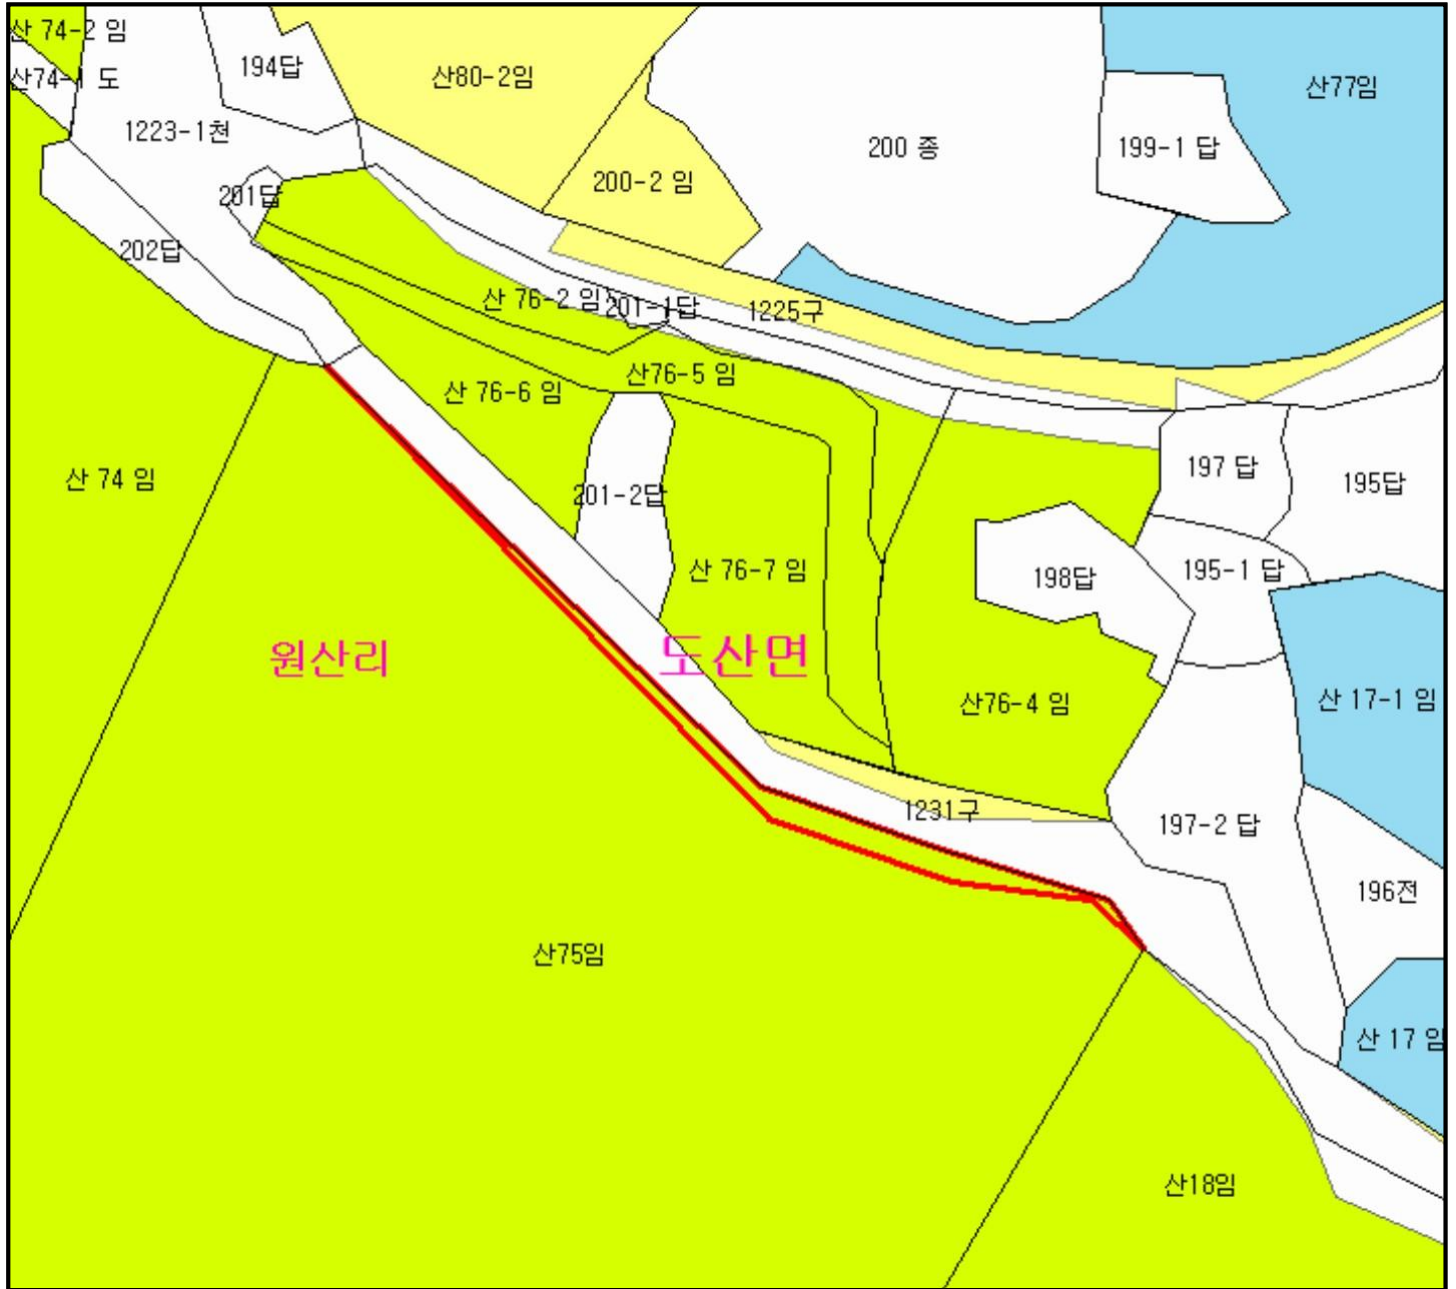 산 74-2 임
산74-1 도
194답
산80-2임
산77임
1223-1천
200 종
199-1 답
200-2 임
201답
202답
산 76-2 임
201-1답
1225구
산76-5 임
산 76-6 임
197 답
195답
산 74 임
201-2답
산 76-7 임
198답
195-1 답
원산리
도산면
산76-4 임
산 17-1 임
1231구
197-2 답
196전
산75임
산 17 임
산18임